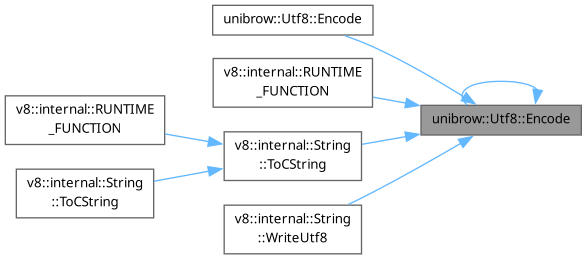 unibrow::Utf8::Encode
v8::internal::RUNTIME
_FUNCTION
v8::internal::RUNTIME
_FUNCTION
unibrow::Utf8::Encode
v8::internal::String
::ToCString
v8::internal::String
::ToCString
v8::internal::String
::WriteUtf8